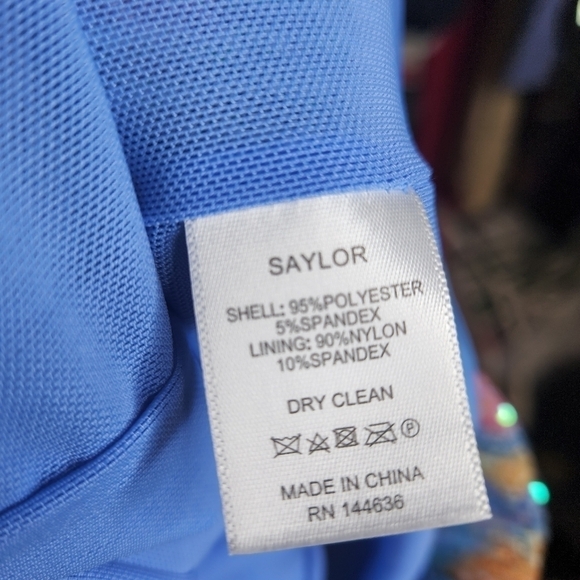 SAYLOR
SHELL: 95%POLYESTER
5%SPANDEX
LINING: 90%NYLON
10%SPANDEX
DRY CLEAN
P
MADE IN CHINA
RN 144636